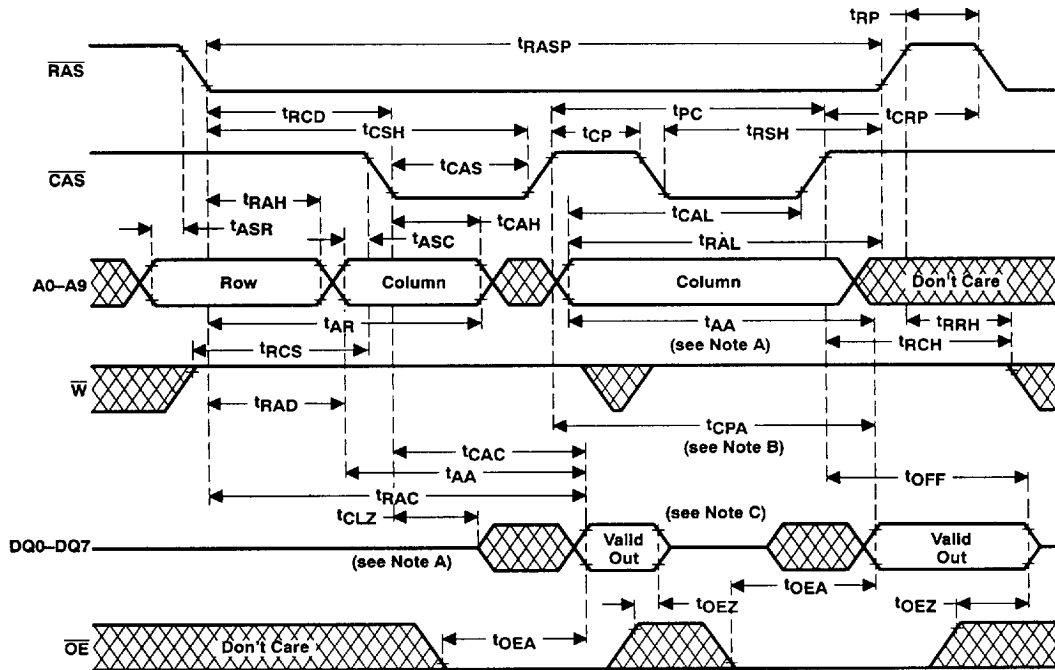 tRP
tRASP
RAS
tRCD
tPC
tCRP
tCSH
tCP
tRSH
tCAS
CAS
tRAH
tCAH
tCAL
tASR
tASC
tRAL
A0–A9
Row
Column
Column
Don't Care
tAR
tAA
(see Note A)
tRRH
tRCS
tRCH
W
tRAD
tCPA
(see Note B)
tCAC
tAA
tOFF
tRAC
tCLZ
(see Note C)
DQ0–DQ7
(see Note A)
Valid
Out
Valid
Out
tOEA
tOEZ
tOEZ
OE
Don't Care
tOEA